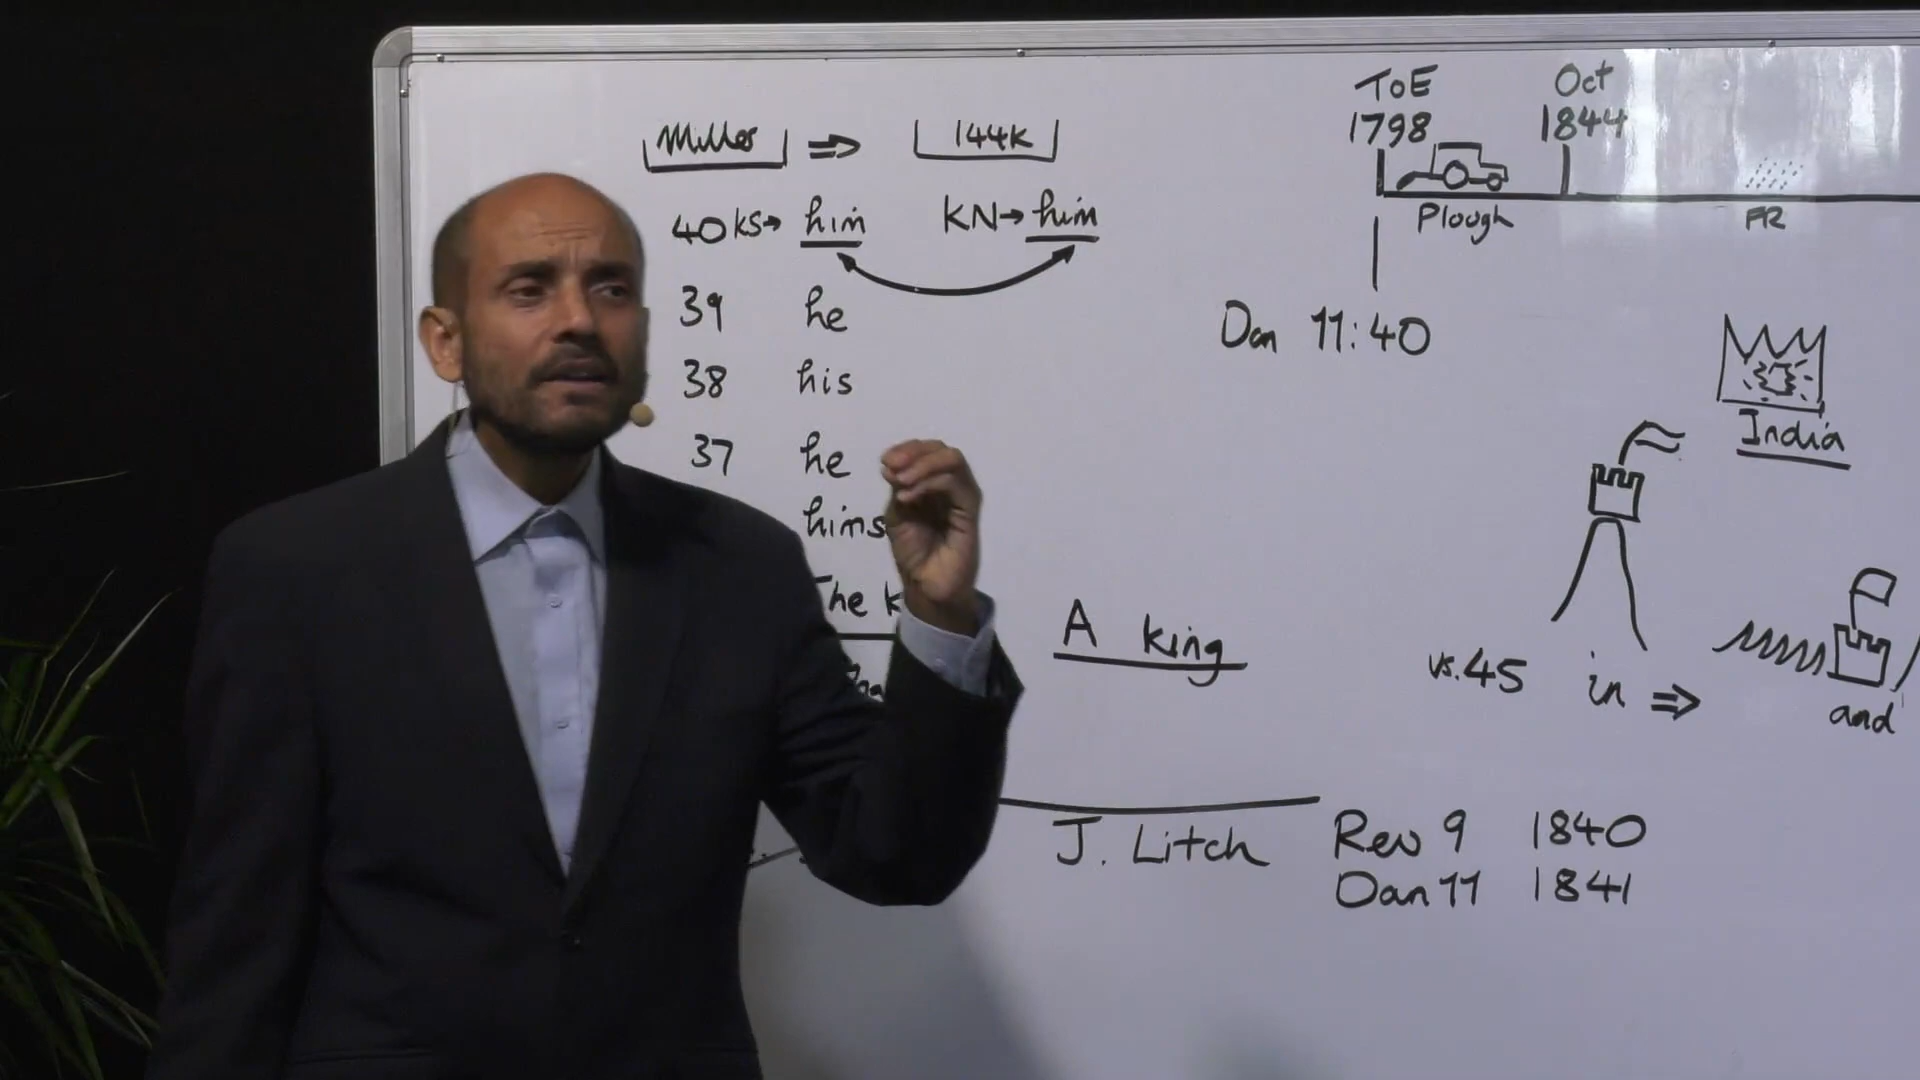 Miller ⇒ 144K
40 KS→ him KN→ him
39 he
38 his
37 he
hims
The k
A king
ToE Oct
1798 1844
Plough FR
Dan 11:40
India
vs. 45 in ⇒ and
J. Litch Rev 9 1840
Dan 11 1841